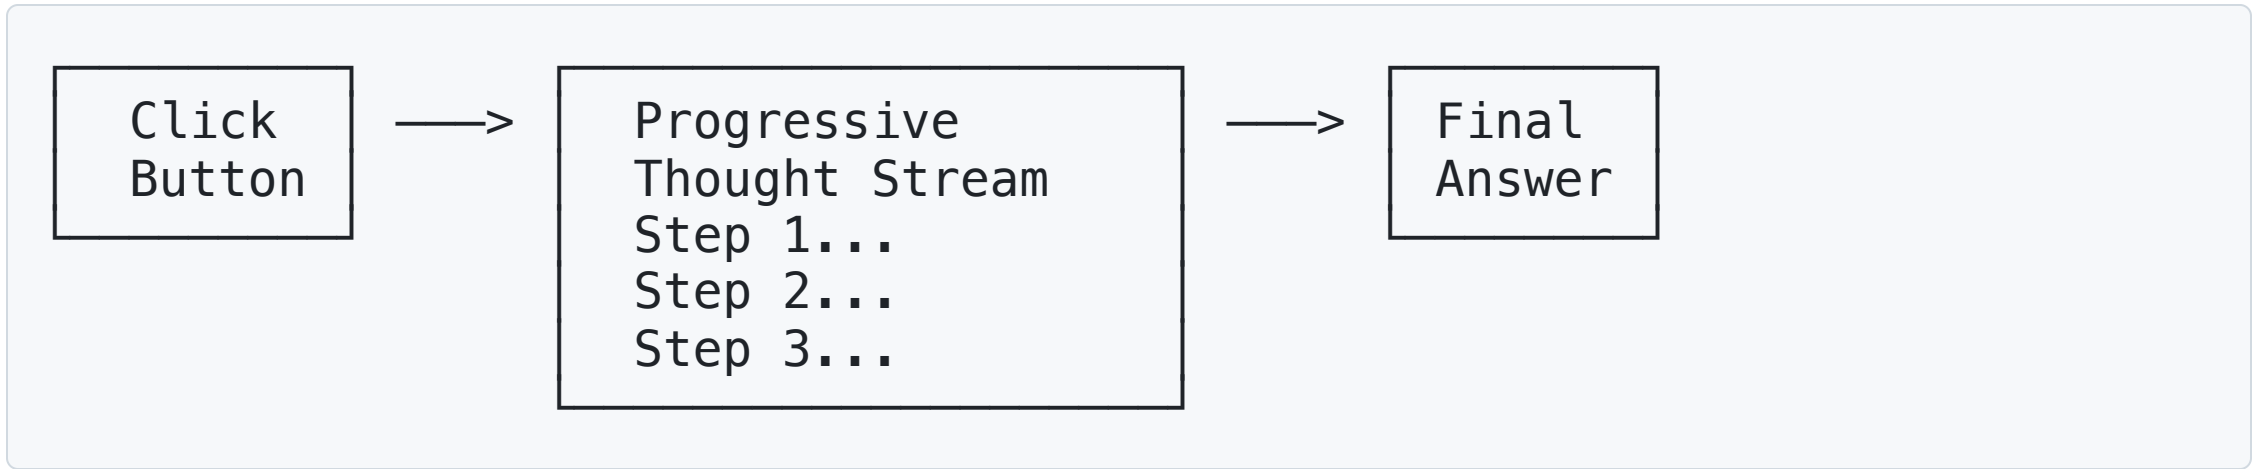 Click
Button
———>
Progressive
Thought Stream
Step 1...
Step 2...
Step 3...
———>
Final
Answer